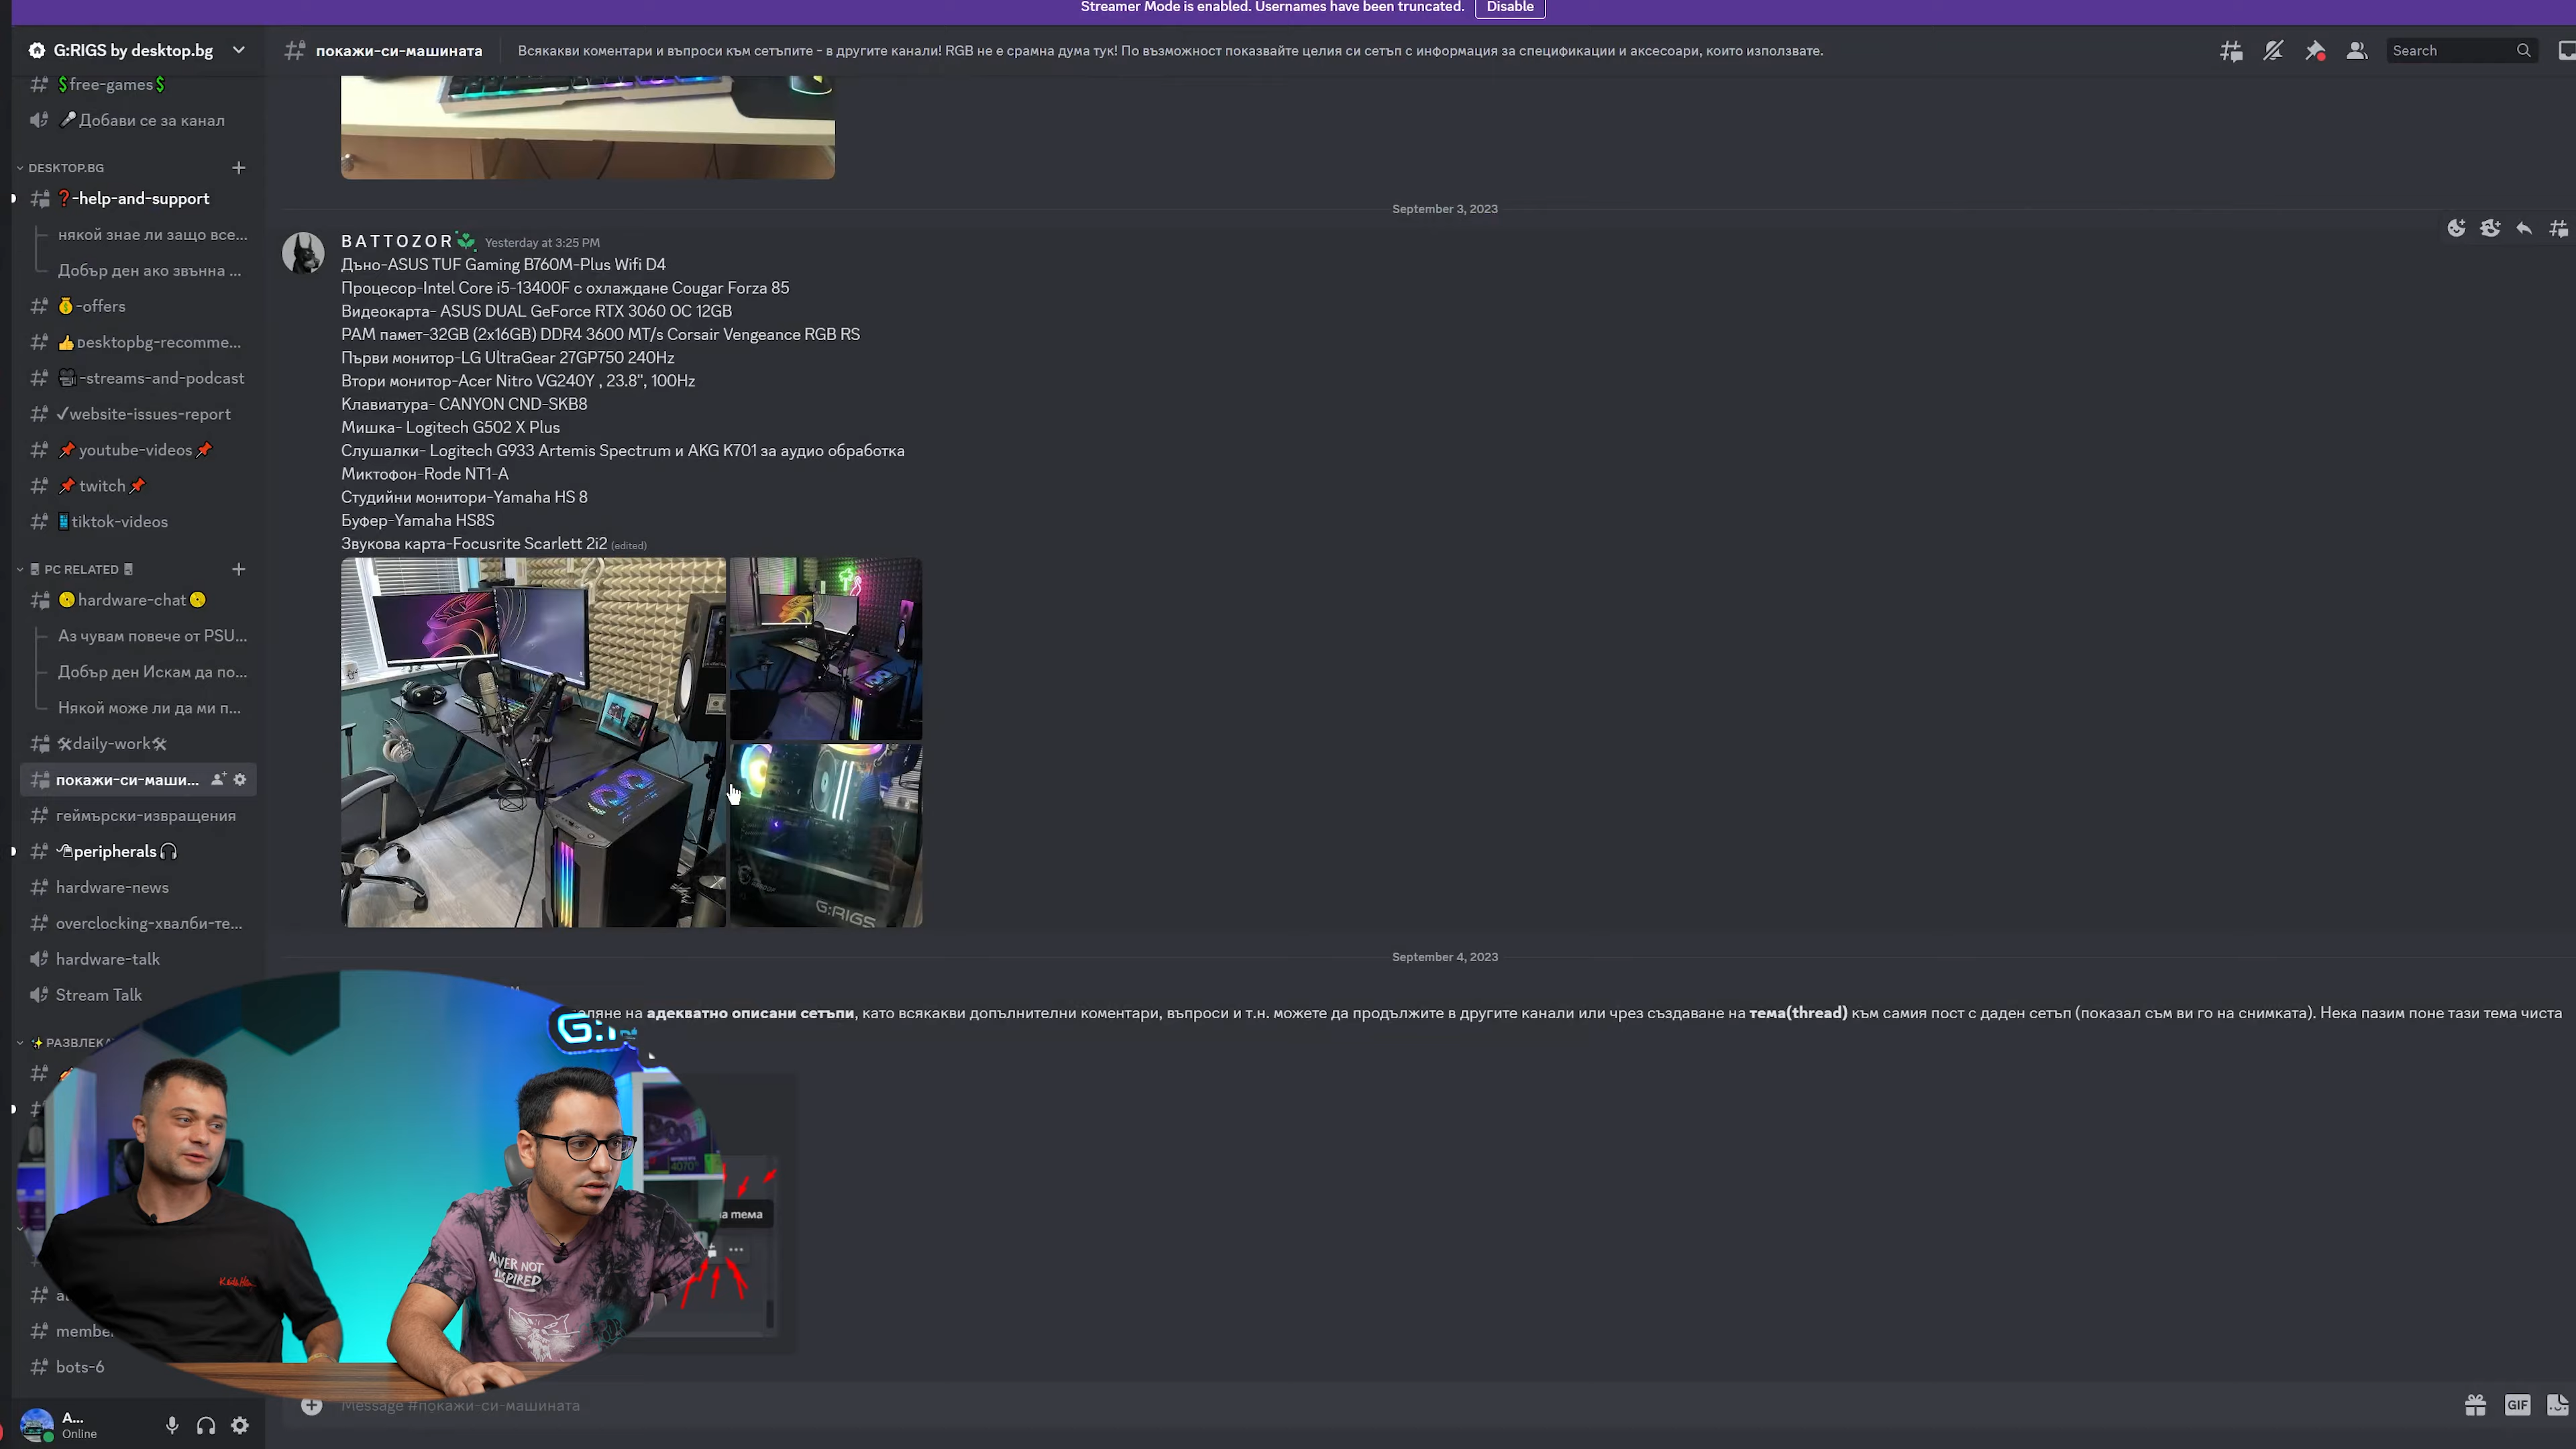 Streamer Mode is enabled. Usernames have been truncated. Disable
G:RIGS by desktop.bg
покажи-си-машината
Всякакви коментари и въпроси към сетъпите - в другите канали! RGB не е срамна дума тук! По възможност показвайте целия си сетъп с информация за спецификации и аксесоари, които използвате.
Search
$free-games$
Добави се за канал
DESKTOP.BG
-help-and-support
някой знае ли защо все...
Добър ден ако звънна ...
-offers
Desktopbg-recomme...
-streams-and-podcast
website-issues-report
youtube-videos
twitch
tiktok-videos
PC RELATED
hardware-chat
Аз чувам повече от PSU...
Добър ден Искам да по...
Някой може ли да ми п...
daily-work
покажи-си-маши...
геймърски-извращения
peripherals
hardware-news
overclocking-хвалби-те...
hardware-talk
Stream Talk
РАЗВЛЕКА
membe
bots-6
A...
Online
September 3, 2023
BATTOZOR Yesterday at 3:25 PM
Дъно-ASUS TUF Gaming B760M-Plus Wifi D4
Процесор-Intel Core i5-13400F с охлаждане Cougar Forza 85
Видеокарта- ASUS DUAL GeForce RTX 3060 OC 12GB
РАМ памет-32GB (2x16GB) DDR4 3600 MT/s Corsair Vengeance RGB RS
Първи монитор-LG UltraGear 27GP750 240Hz
Втори монитор-Acer Nitro VG240Y , 23.8", 100Hz
Клавиатура- CANYON CND-SKB8
Мишка- Logitech G502 X Plus
Слушалки- Logitech G933 Artemis Spectrum и AKG K701 за аудио обработка
Миктофон-Rode NT1-A
Студийни монитори-Yamaha HS 8
Буфер-Yamaha HS8S
Звукова карта-Focusrite Scarlett 2i2 (edited)
G:RIGS
September 4, 2023
на адекватно описани сетъпи, като всякакви допълнителни коментари, въпроси и т.н. можете да продължите в другите канали или чрез създаване на тема(thread) към самия пост с даден сетъп (показал съм ви го на снимката). Нека пазим поне тази тема чиста
4070
а тема
NEVER NOT
INSPIRED
Message #покажи-си-машината
GIF